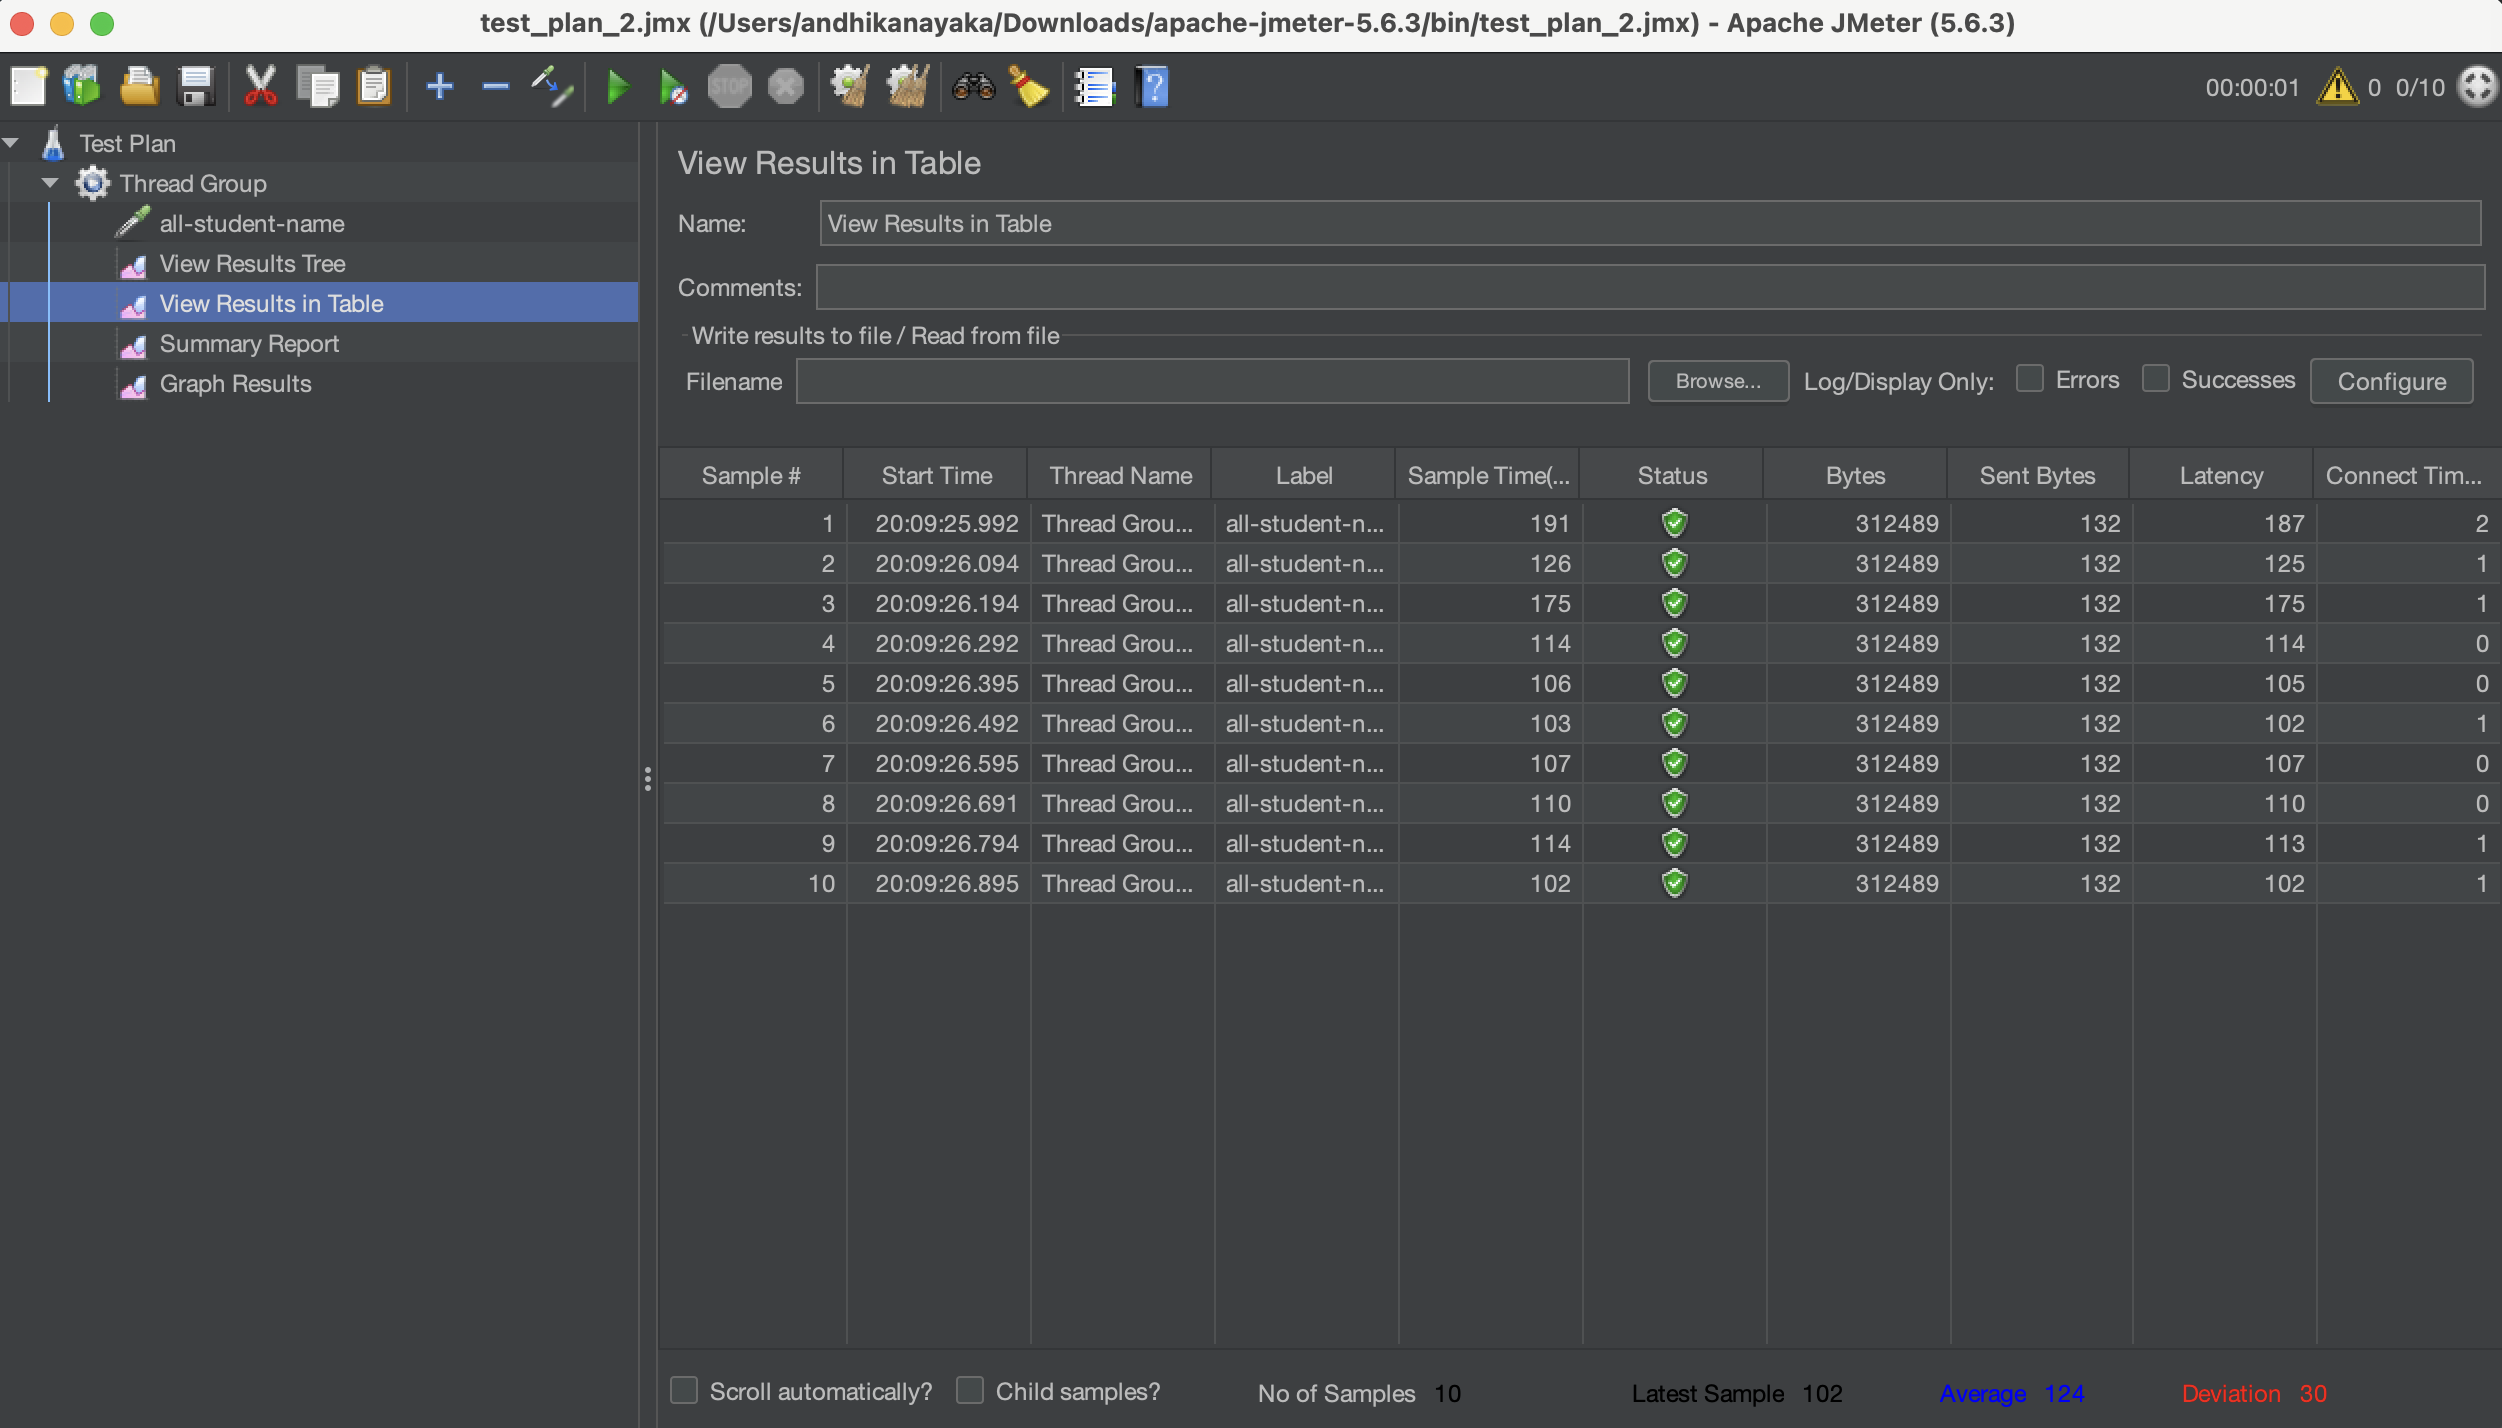 test_plan_2.jmx (/Users/andhikanayaka/Downloads/apache-jmeter-5.6.3/bin/test_plan_2.jmx) - Apache JMeter (5.6.3)
STOP
00:00:01 0 0/10
Test Plan
Thread Group
all-student-name
View Results Tree
View Results in Table
Summary Report
Graph Results
View Results in Table
Name: View Results in Table
Comments:
Write results to file / Read from file
Filename Browse... Log/Display Only: Errors Successes Configure
Sample # Start Time Thread Name Label Sample Time(... Status Bytes Sent Bytes Latency Connect Tim...
1 20:09:25.992 Thread Grou... all-student-n... 191 312489 132 187 2
2 20:09:26.094 Thread Grou... all-student-n... 126 312489 132 125 1
3 20:09:26.194 Thread Grou... all-student-n... 175 312489 132 175 1
4 20:09:26.292 Thread Grou... all-student-n... 114 312489 132 114 0
5 20:09:26.395 Thread Grou... all-student-n... 106 312489 132 105 0
6 20:09:26.492 Thread Grou... all-student-n... 103 312489 132 102 1
7 20:09:26.595 Thread Grou... all-student-n... 107 312489 132 107 0
8 20:09:26.691 Thread Grou... all-student-n... 110 312489 132 110 0
9 20:09:26.794 Thread Grou... all-student-n... 114 312489 132 113 1
10 20:09:26.895 Thread Grou... all-student-n... 102 312489 132 102 1
Scroll automatically? Child samples? No of Samples 10 Latest Sample 102 Average 124 Deviation 30